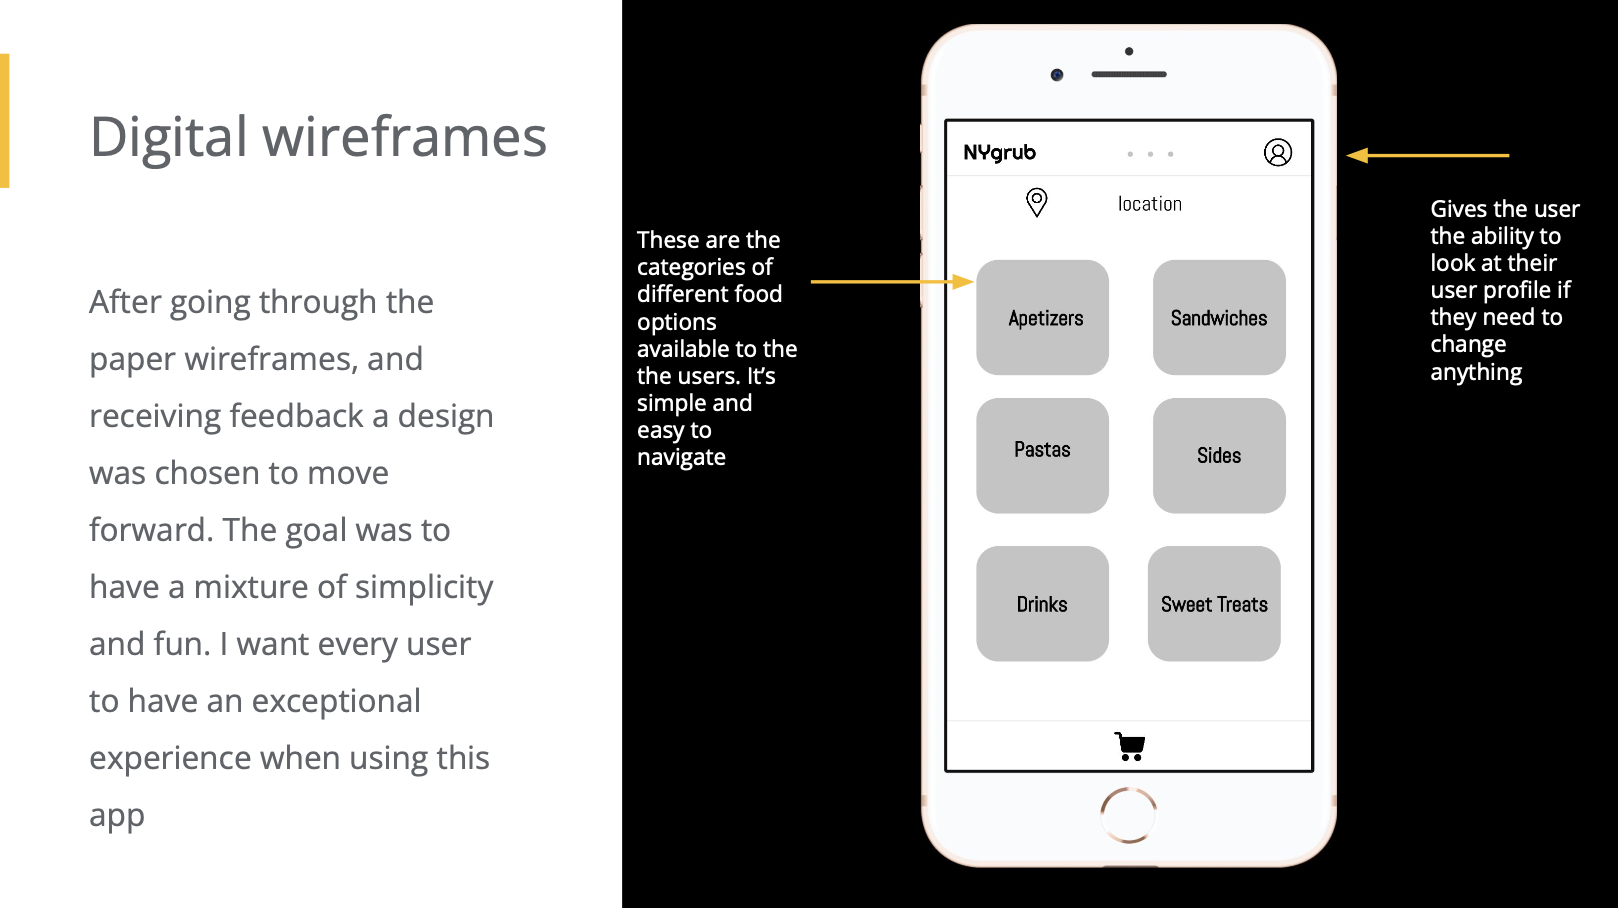 Digital wireframes
After going through the
paper wireframes, and
receiving feedback a design
was chosen to move
forward. The goal was to
have a mixture of simplicity
and fun. I want every user
to have an exceptional
experience when using this
app
These are the
categories of
different food
options
available to the
the users. It’s
simple and
easy to
navigate
NYgrub
location
Apetizers
Sandwiches
Pastas
Sides
Drinks
Sweet Treats
Gives the user
the ability to
look at their
user profile if
they need to
change
anything